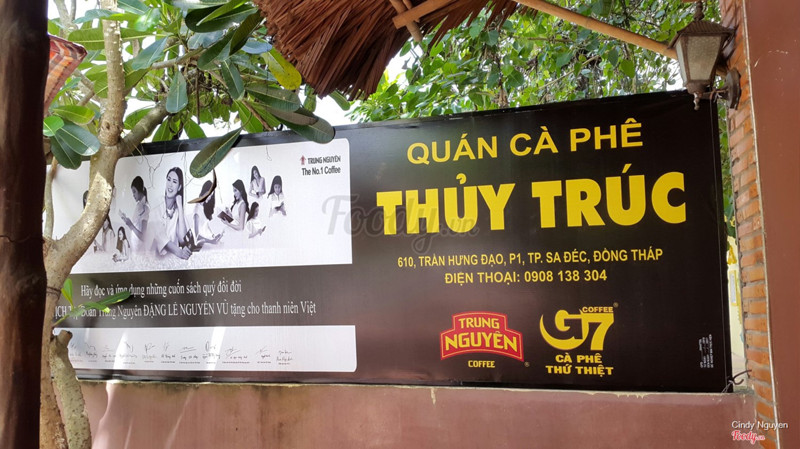 TRUNG NGUYÊN
The No.1 Coffee
QUÁN CÀ PHÊ
THỦY TRÚC
Foody.vn
610, TRẦN HƯNG ĐẠO, P1, TP. SA ĐÉC, ĐỒNG THÁP
ĐIỆN THOẠI: 0908 138 304
Hãy đọc và ứng dụng những cuốn sách quý đổi đời
Đoàn Trung Nguyên ĐẶNG LÊ NGUYÊN VŨ tặng cho thanh niên Việt
TRUNG
NGUYÊN
COFFEE
COFFEE
G7
CÀ PHÊ
THỨ THIỆT
Cindy Nguyen
Foody.vn